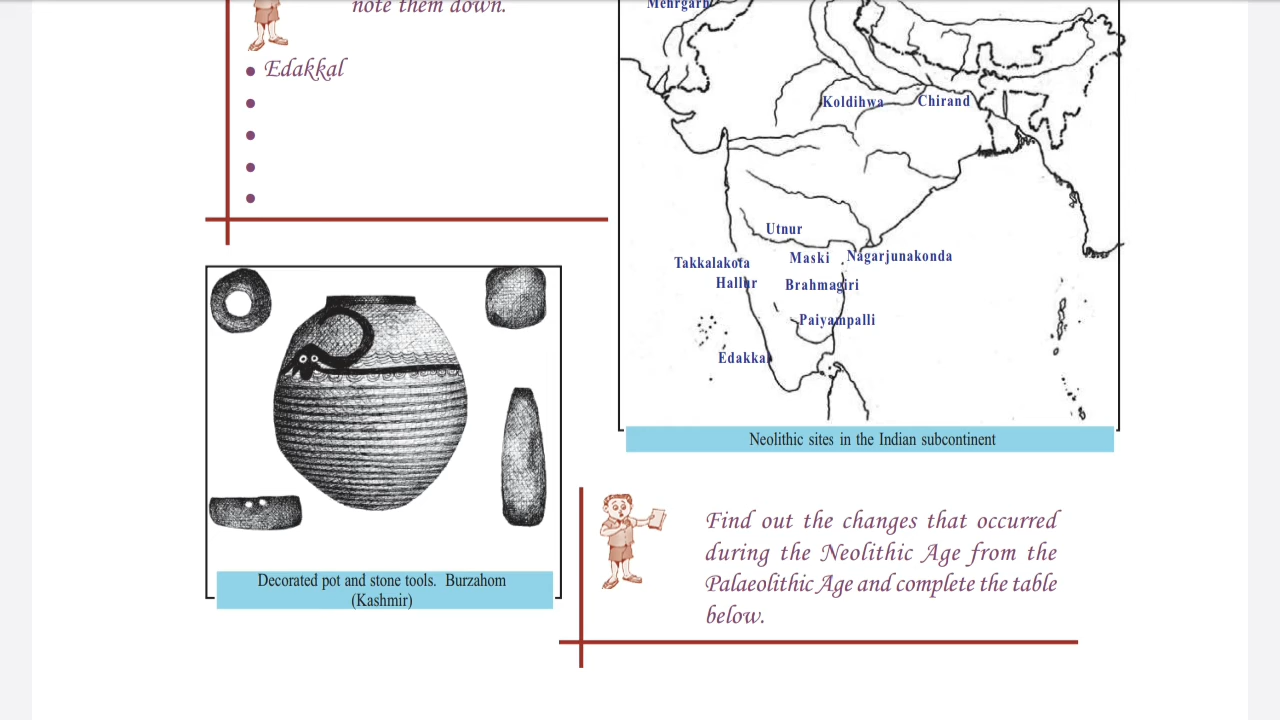 note them down.
• Edakkal
•
•
•
•
Mehrgarh
Koldihwa
Chirand
Utnur
Takkalakota
Maski
Nagarjunakonda
Hallur
Brahmagiri
Paiyampalli
Edakkal
Neolithic sites in the Indian subcontinent
Decorated pot and stone tools. Burzahom
(Kashmir)
Find out the changes that occurred
during the Neolithic Age from the
Palaeolithic Age and complete the table
below.